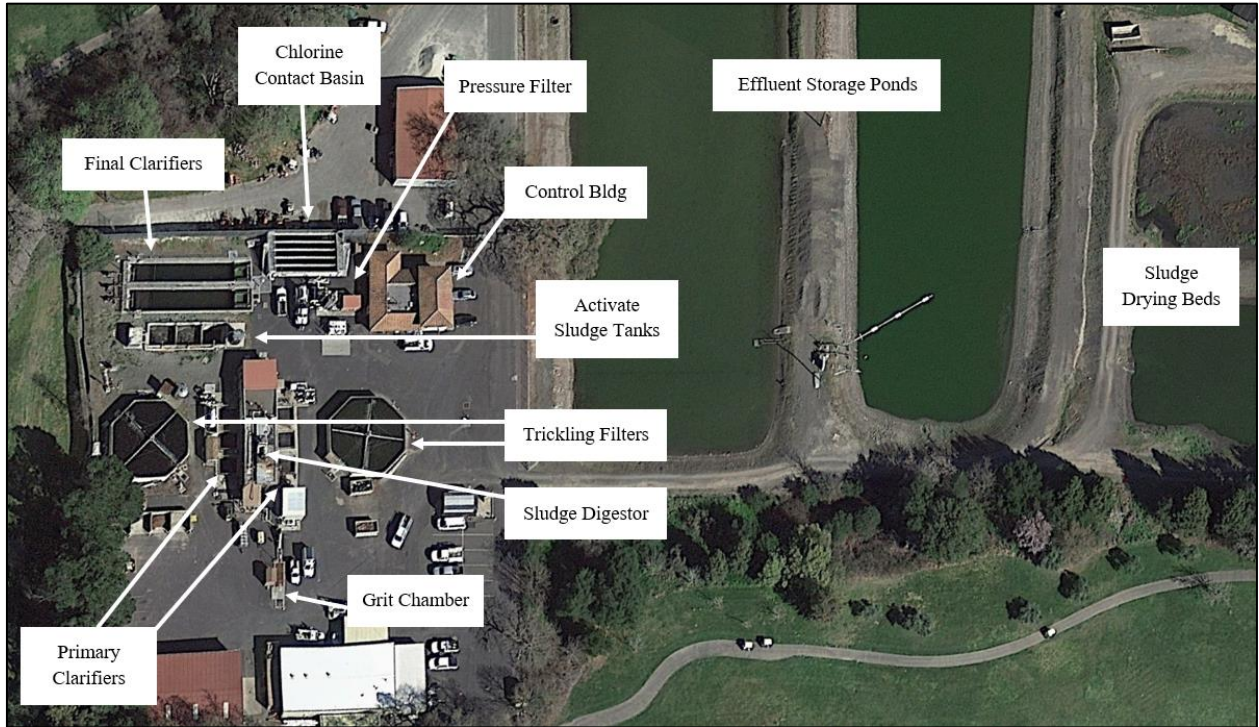 Chlorine
Contact Basin
Pressure Filter
Effluent Storage Ponds
Final Clarifiers
Control Bldg
Activate
Sludge Tanks
Sludge
Drying Beds
Trickling Filters
Sludge Digestor
Grit Chamber
Primary
Clarifiers